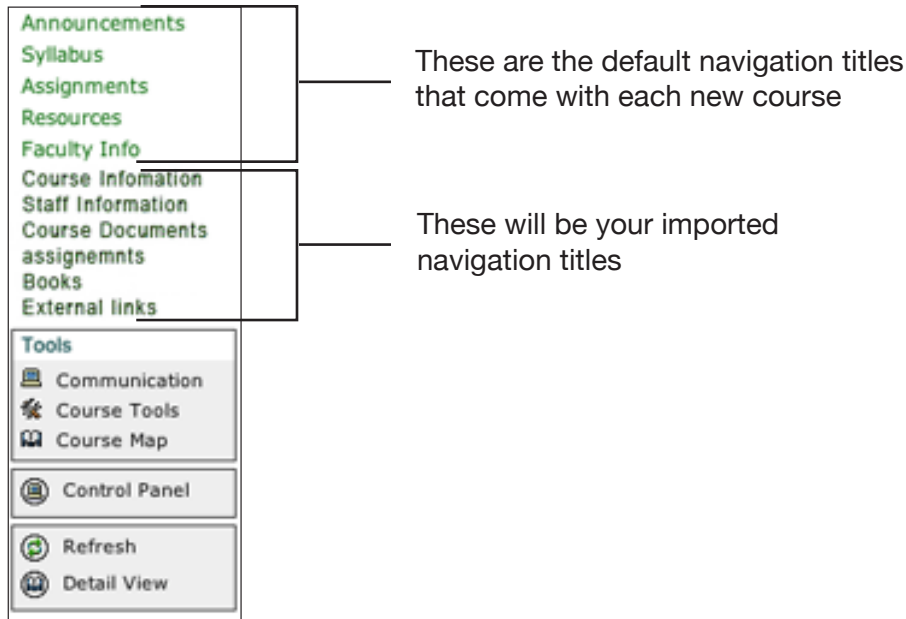 Announcements
Syllabus
Assignments
Resources
Faculty Info
Course Infomation
Staff Information
Course Documents
assignemnts
Books
External links
Tools
Communication
Course Tools
Course Map
Control Panel
Refresh
Detail View
These are the default navigation titles
that come with each new course
These will be your imported
navigation titles